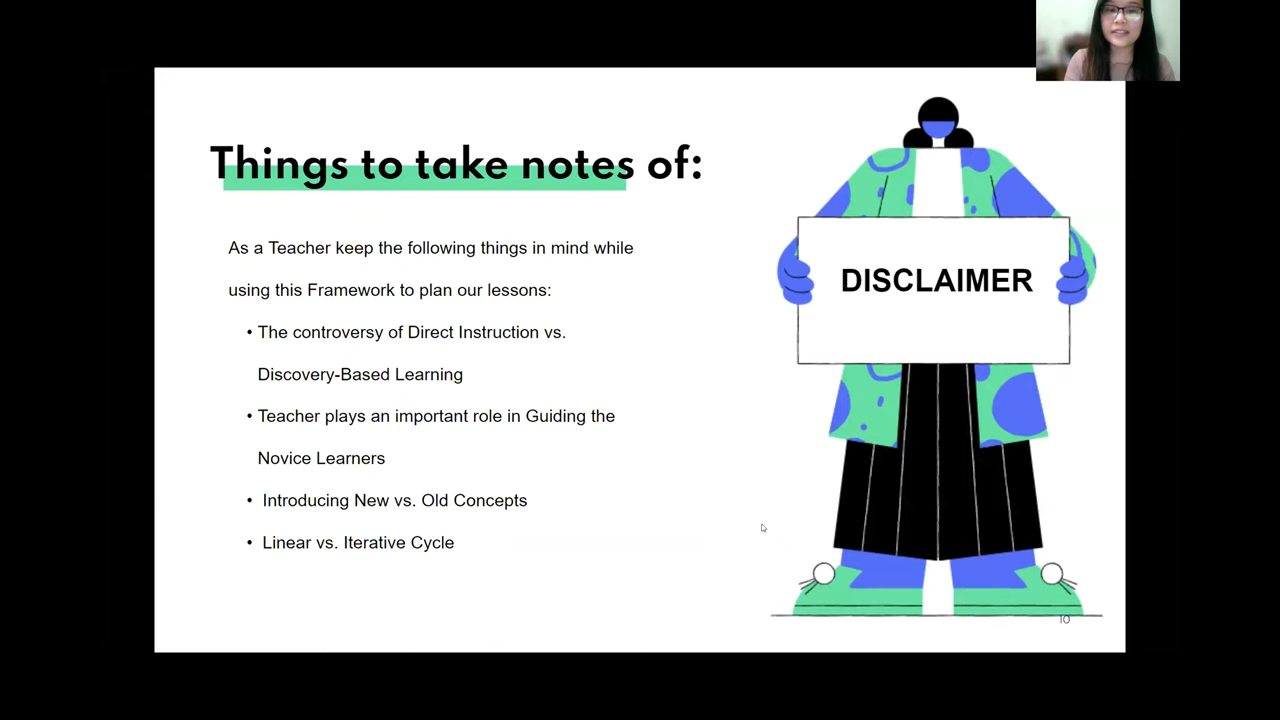 Things to take notes of:
As a Teacher keep the following things in mind while
using this Framework to plan our lessons:
• The controversy of Direct Instruction vs.
Discovery-Based Learning
• Teacher plays an important role in Guiding the
Novice Learners
• Introducing New vs. Old Concepts
• Linear vs. Iterative Cycle
DISCLAIMER
10